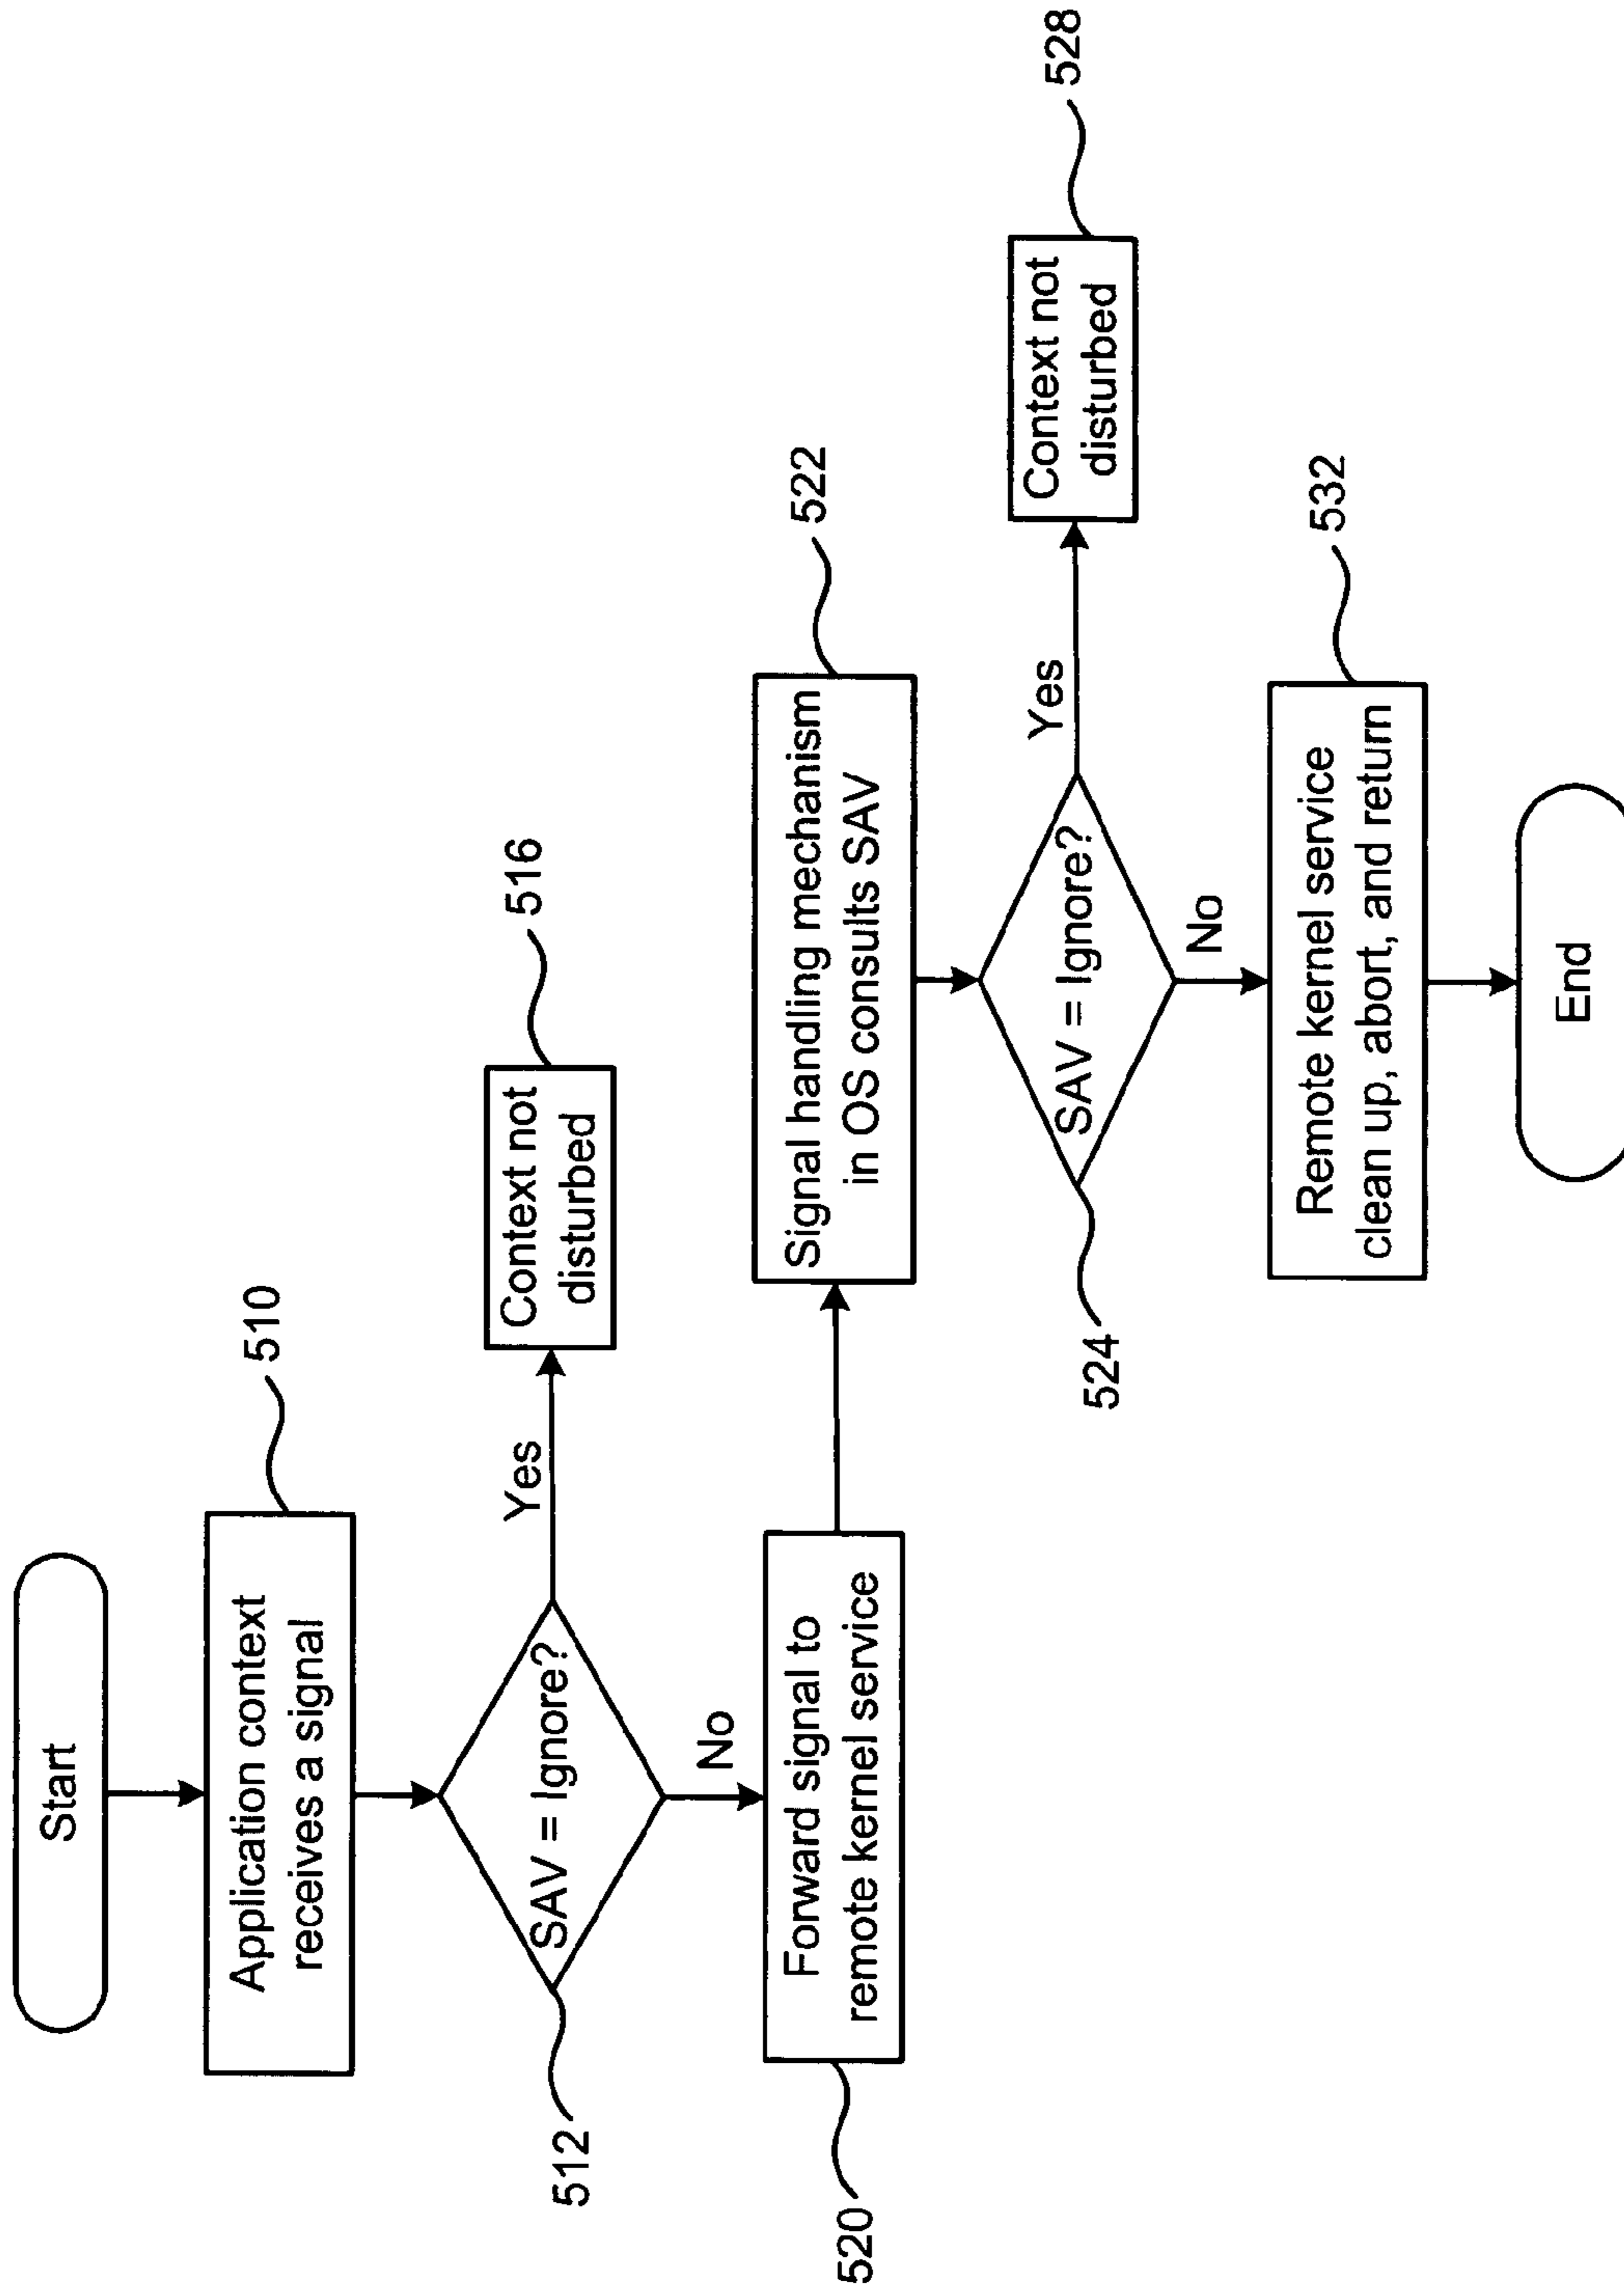 Start
Application context
receives a signal
510
SAV = Ignore?
512
Yes
Context not
disturbed
516
No
Forward signal to
remote kernel service
520
Signal handling mechanism
in OS consults SAV
522
SAV = Ignore?
524
Yes
Context not
disturbed
528
No
Remote kernel service
clean up, abort, and return
532
End